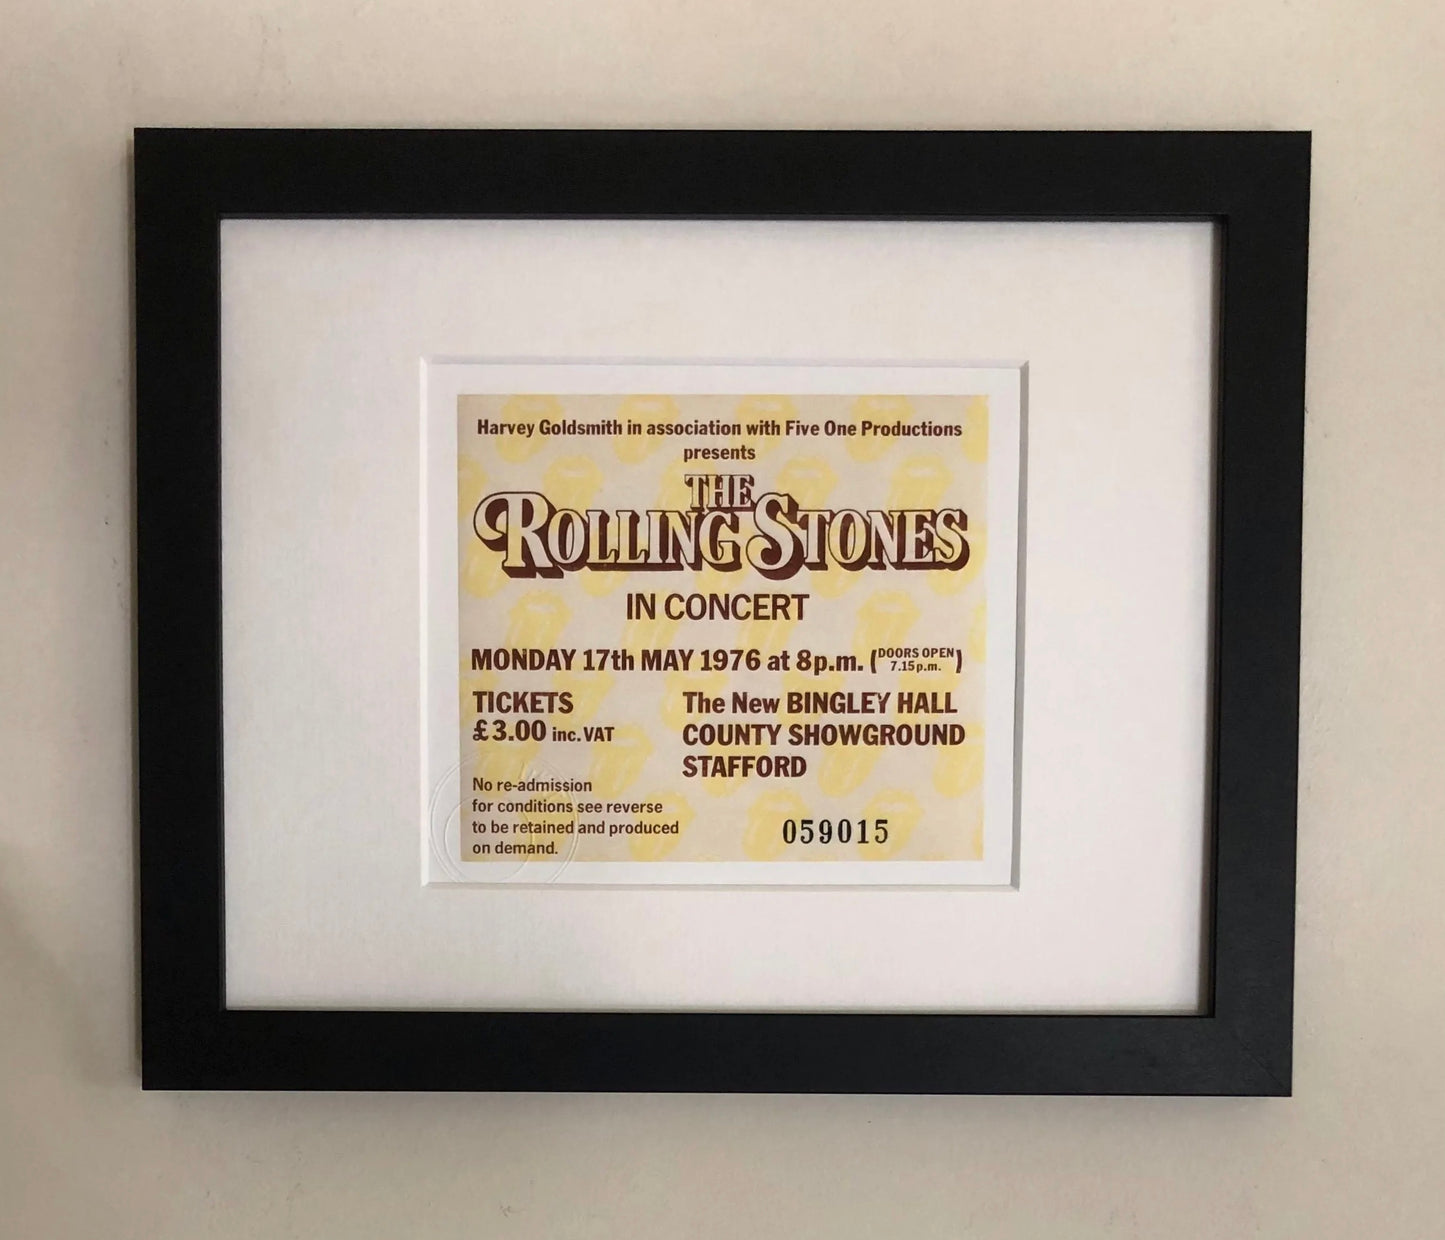 Harvey Goldsmith in association with Five One Productions
presents
THE
ROLLING STONES
IN CONCERT
MONDAY 17th MAY 1976 at 8p.m. (DOORS OPEN 7.15p.m.)
TICKETS
£3.00 inc. VAT
The New BINGLEY HALL
COUNTY SHOWGROUND
STAFFORD
No re-admission
for conditions see reverse
to be retained and produced
on demand.
059015